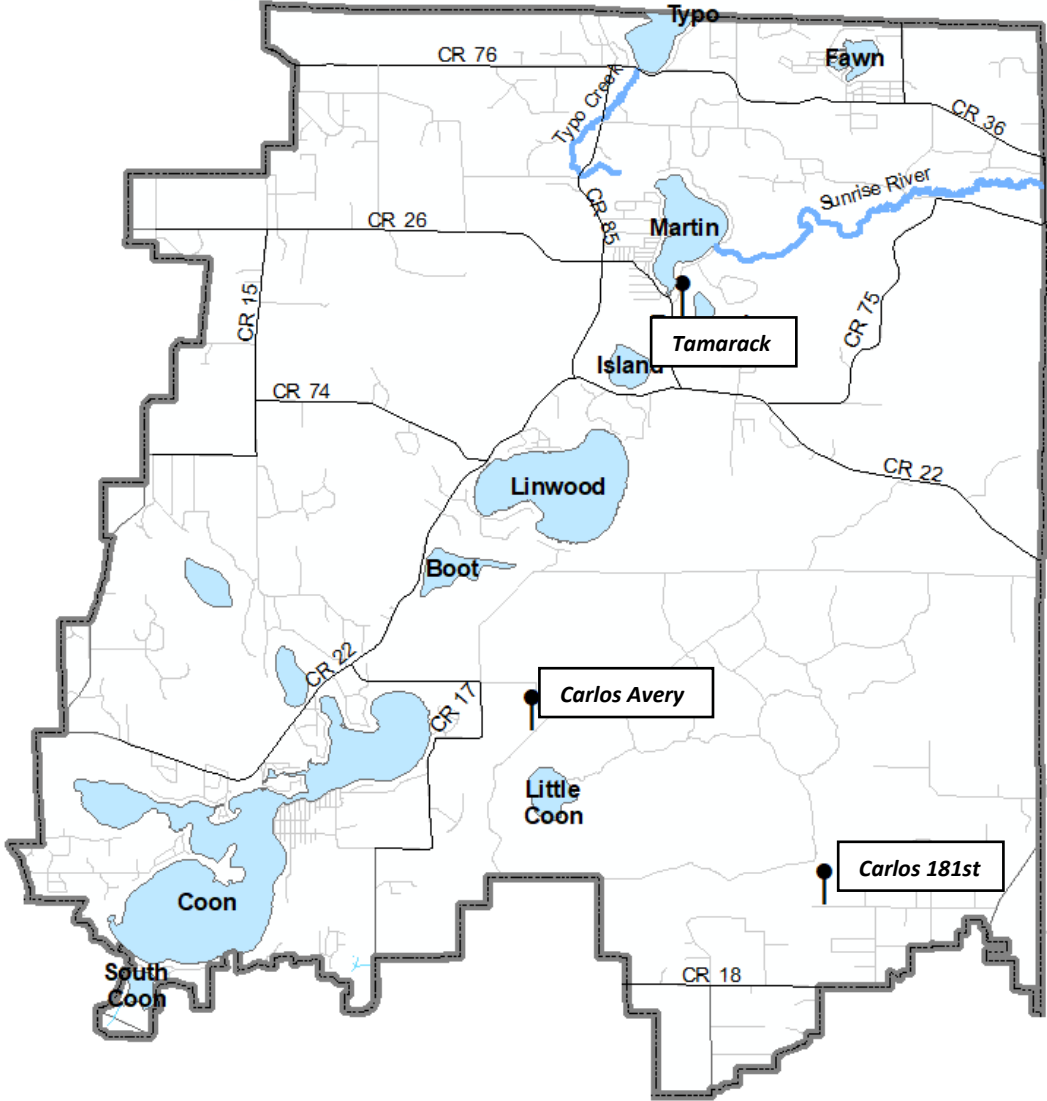 Typo
CR 76
Fawn
Typo Creek
CR 36
Sunrise River
CR 26
CR 85
Martin
CR 15
CR 75
Tamarack
Island
CR 74
CR 22
Linwood
Boot
CR 22
CR 17
Carlos Avery
Little
Coon
Carlos 181st
Coon
South
Coon
CR 18